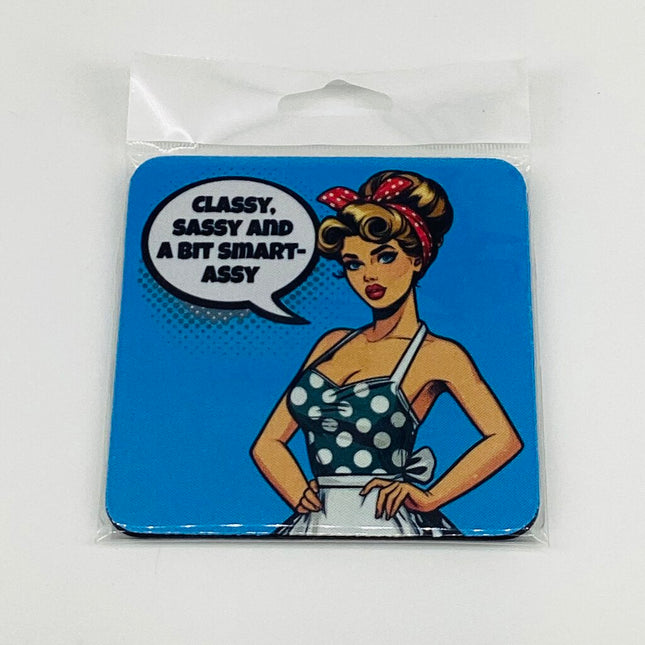 CLASSY,
SASSY AND
A BIT SMART-
ASSY